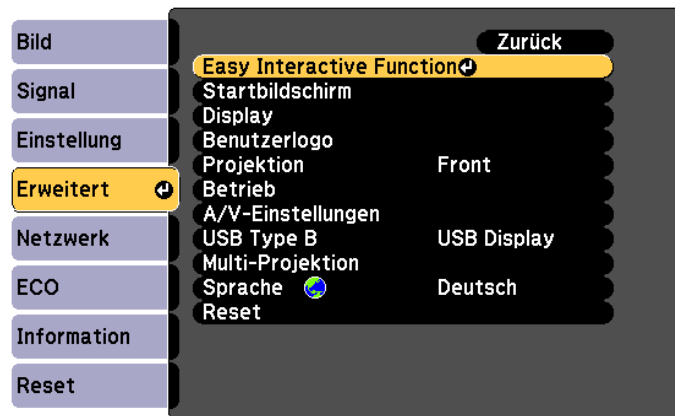 Bild
Signal
Einstellung
Erweitert
Netzwerk
ECO
Information
Reset
Zurück
Easy Interactive Function
Startbildschirm
Display
Benutzerlogo
Projektion Front
Betrieb
A/V-Einstellungen
USB Type B USB Display
Multi-Projektion
Sprache Deutsch
Reset